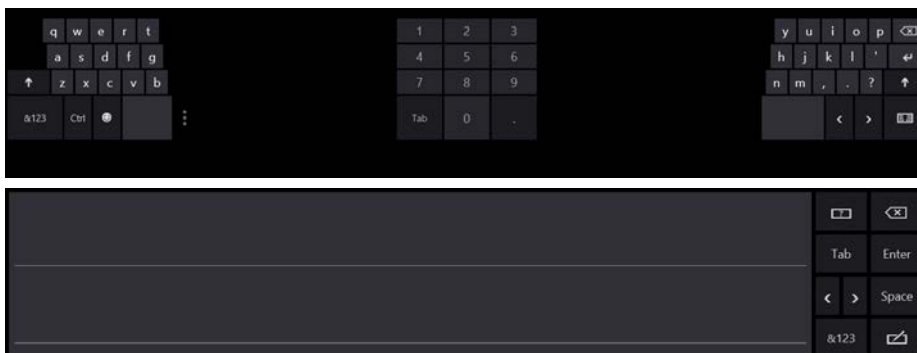 q w e r t 1 2 3 y u i o p
a s d f g 4 5 6 h j k l '
z x c v b 7 8 9 n m , . ?
&123 Ctrl Tab 0 . < >
?
Tab Enter
< > Space
&123